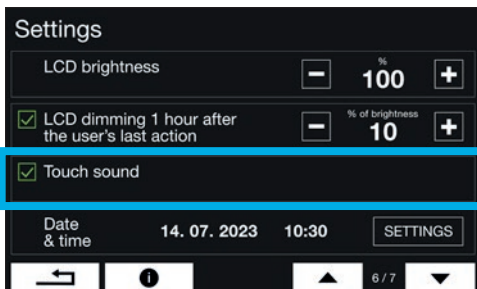 Settings
LCD brightness
%
− 100 +
LCD dimming 1 hour after
the user's last action
% of brightness
− 10 +
Touch sound
Date
& time
14. 07. 2023 10:30 SETTINGS
i 6/7